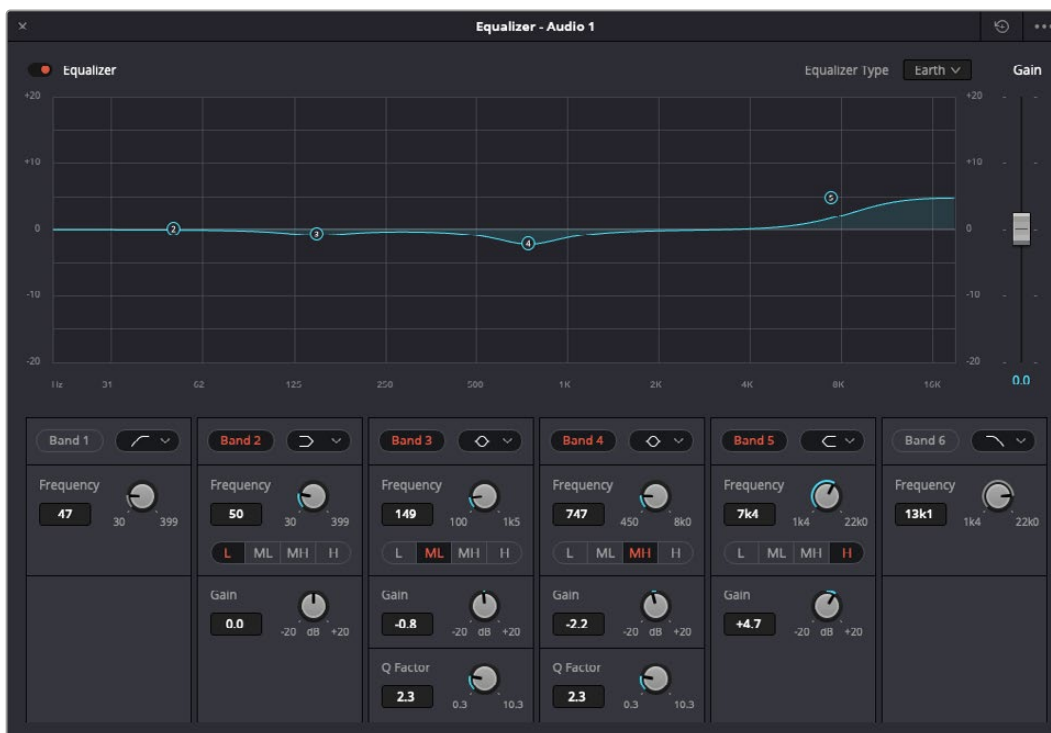 Equalizer - Audio 1
Equalizer
Equalizer Type Earth Gain
+20 +20
+10 +10
0 0
-10 -10
-20 -20
2 3 4 5
Hz 31 62 125 250 500 1K 2K 4K 8K 16K
0.0
Band 1 Band 2 Band 3 Band 4 Band 5 Band 6
Frequency Frequency Frequency Frequency Frequency Frequency
47 50 149 747 7k4 13k1
30 399 30 399 100 1k5 450 8k0 1k4 22k0 1k4 22k0
L ML MH H L ML MH H L ML MH H L ML MH H
Gain Gain Gain Gain
0.0 -0.8 -2.2 +4.7
-20 dB +20 -20 dB +20 -20 dB +20 -20 dB +20
Q Factor Q Factor
2.3 2.3
0.3 10.3 0.3 10.3